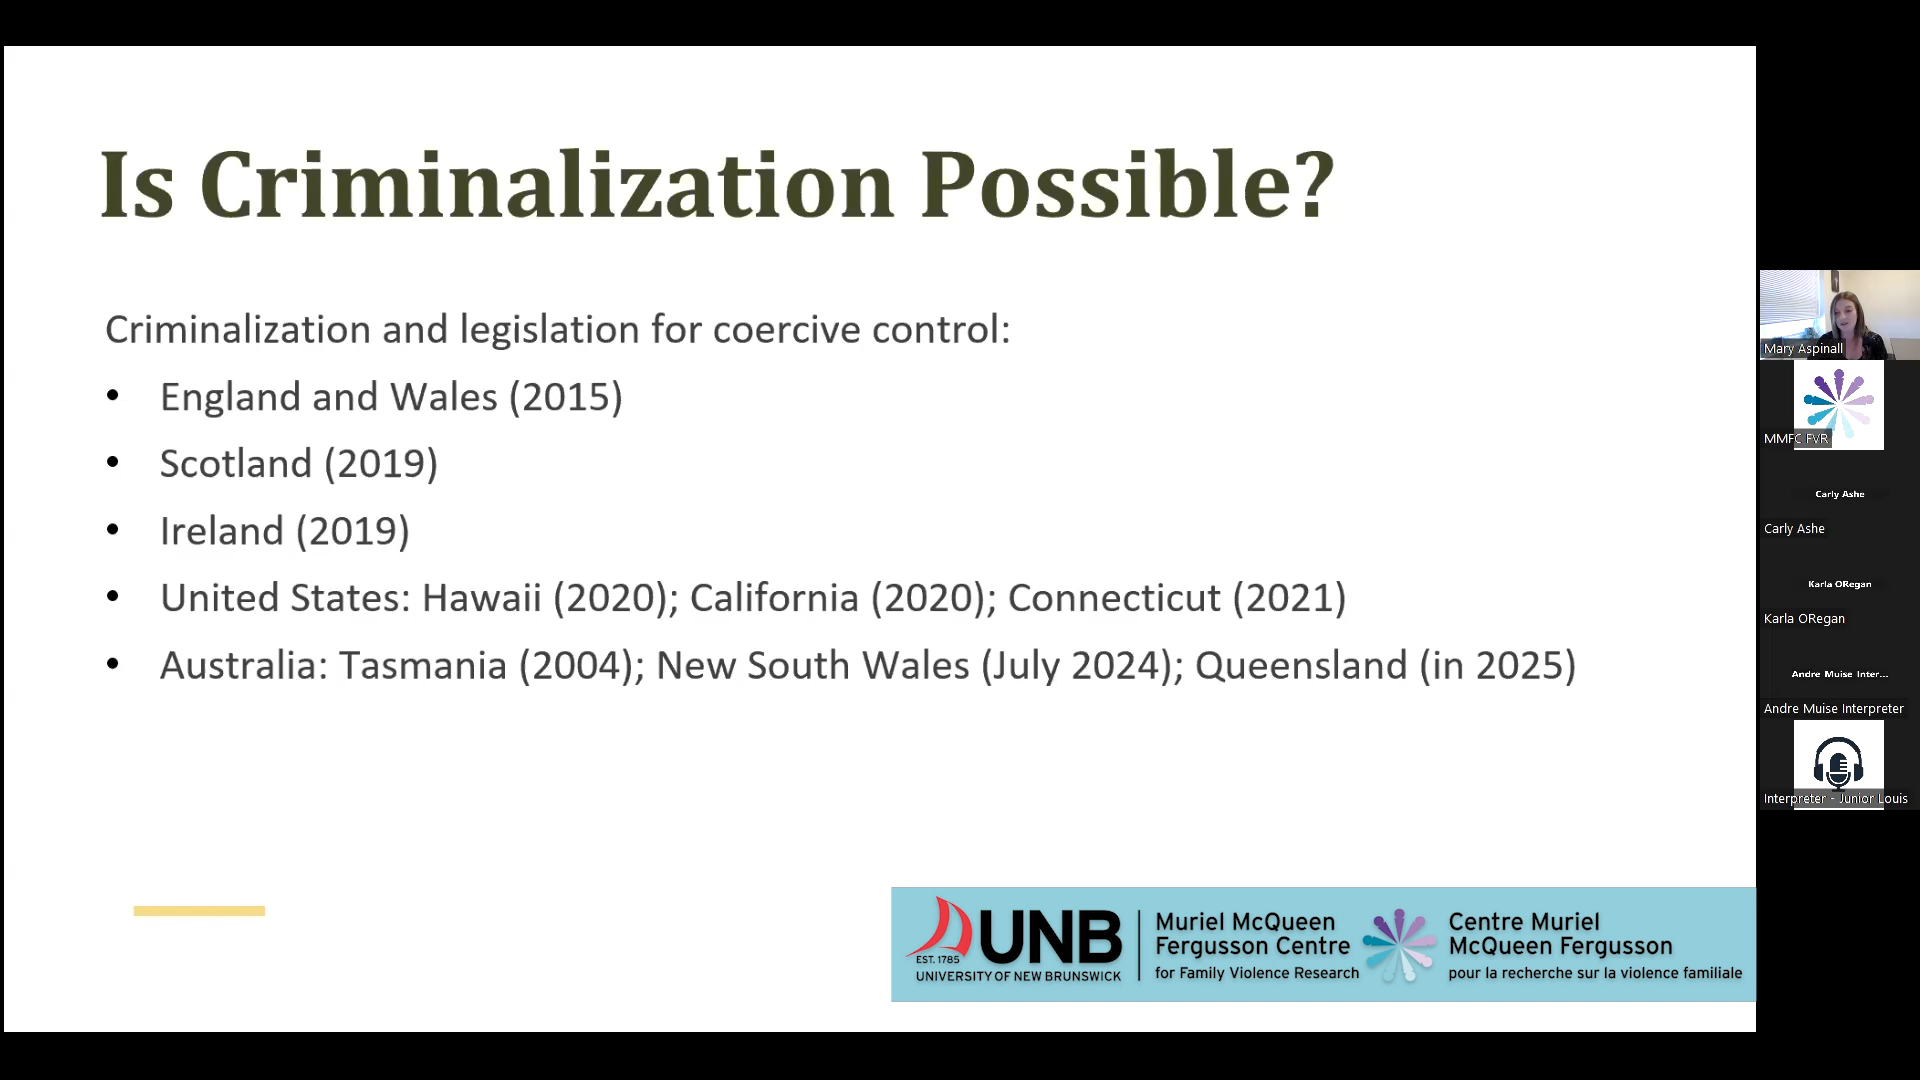 Is Criminalization Possible?
Criminalization and legislation for coercive control:
• England and Wales (2015)
• Scotland (2019)
• Ireland (2019)
• United States: Hawaii (2020); California (2020); Connecticut (2021)
• Australia: Tasmania (2004); New South Wales (July 2024); Queensland (in 2025)
EST. 1785
UNB
UNIVERSITY OF NEW BRUNSWICK
Muriel McQueen
Fergusson Centre
for Family Violence Research
Centre Muriel
McQueen Fergusson
pour la recherche sur la violence familiale
Mary Aspinall
MMFC FVR
Carly Ashe
Carly Ashe
Karla ORegan
Karla ORegan
Andre Muise Inter...
Andre Muise Interpreter
Interpreter - Junior Louis